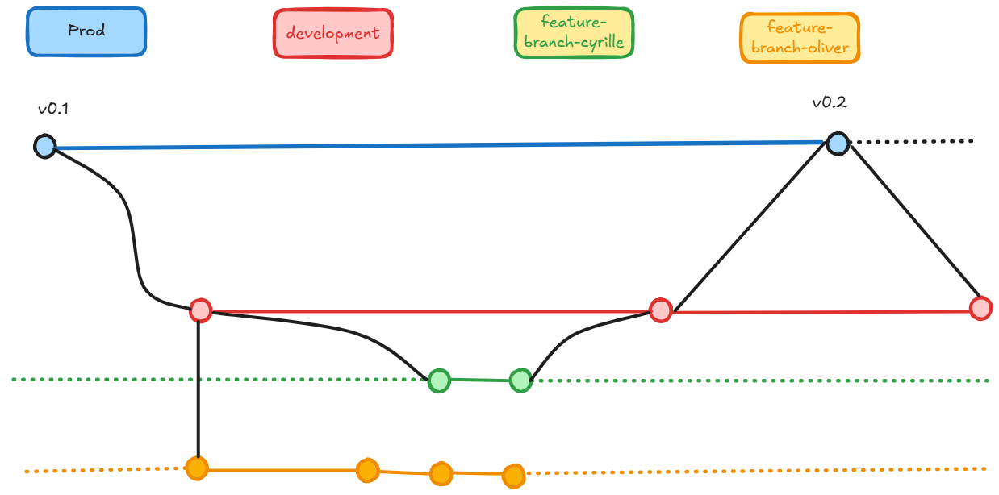 Prod
development
feature-
branch-cyrille
feature-
branch-oliver
v0.1
v0.2